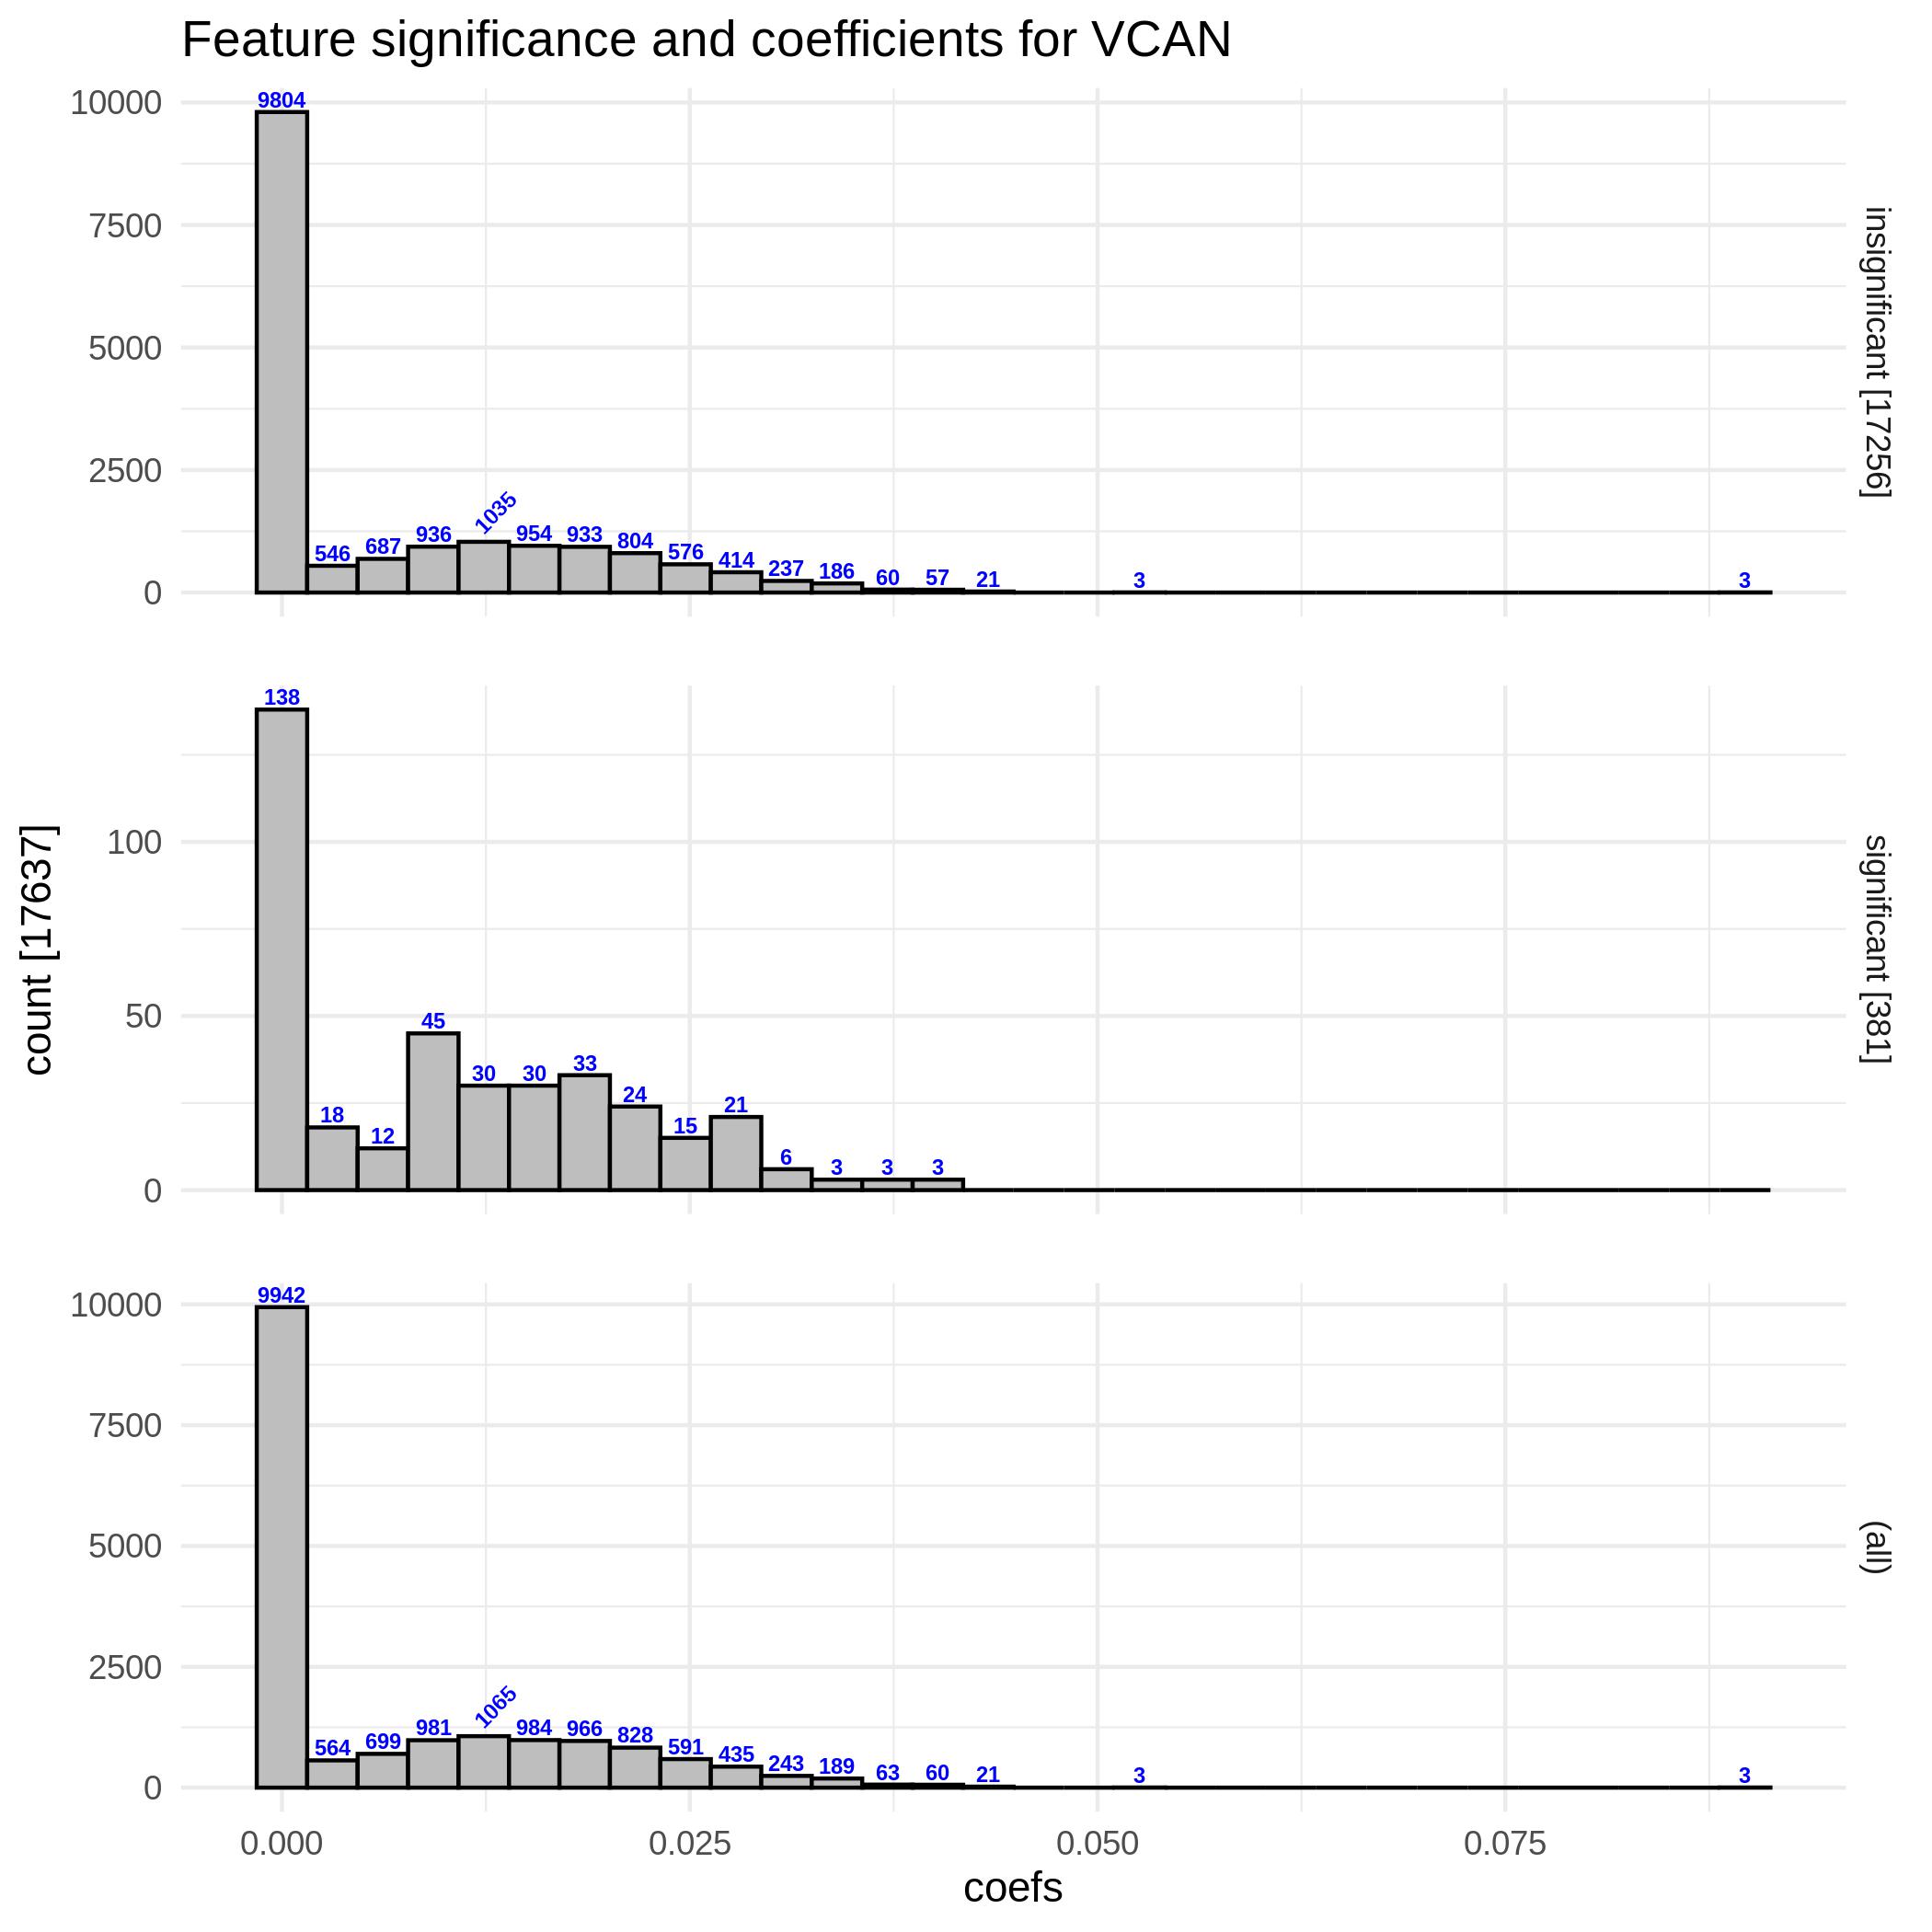 Feature significance and coefficients for VCAN
10000
7500
5000
2500
0
9804
546 687 936 1035 954 933 804 576 414 237 186 60 57 21 3 3
insignificant [17256]
count [17637]
100
50
0
138
18 12 45 30 30 33 24 15 21 6 3 3 3
significant [381]
10000
7500
5000
2500
0
9942
564 699 981 1065 984 966 828 591 435 243 189 63 60 21 3 3
(all)
0.000 0.025 0.050 0.075
coefs